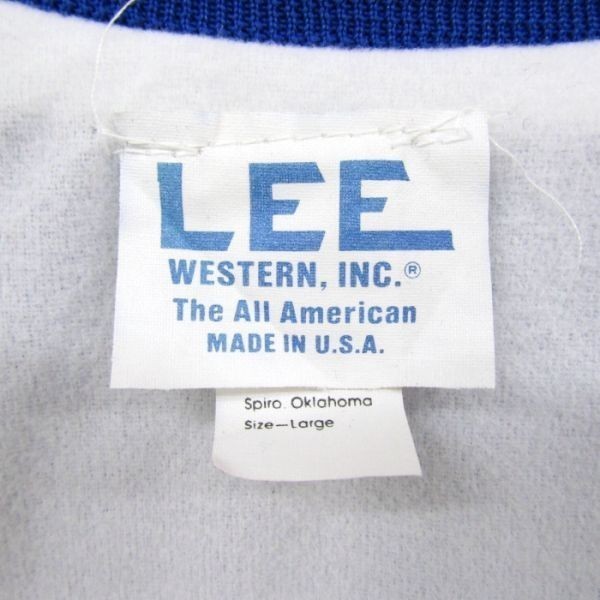 LEE
WESTERN, INC.®
The All American
MADE IN U.S.A.
Spiro. Oklahoma
Size—Large